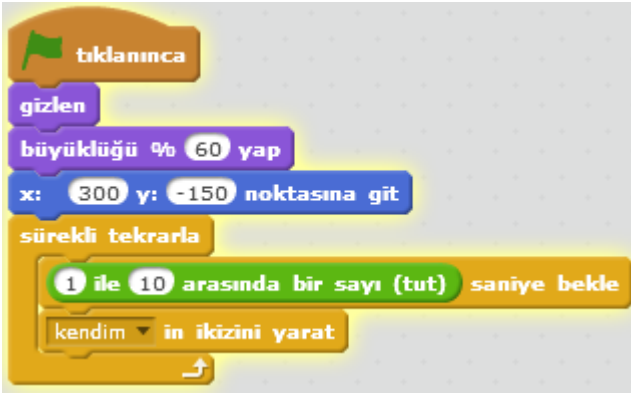 tıklanınca
gizlen
büyüklüğü % 60 yap
x: 300 y: -150 noktasına git
sürekli tekrarla
1 ile 10 arasında bir sayı (tut) saniye bekle
kendim in ikizini yarat